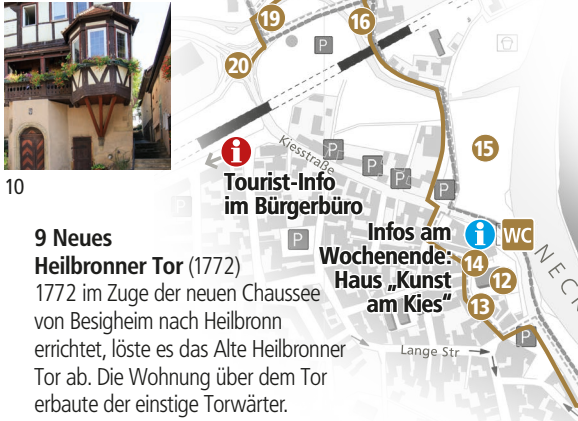 19
16
P
20
15
Kiesstraße
P
P
P
P
10
Tourist-Info
im Bürgerbüro
P
Infos am
Wochenende:
Haus „Kunst
am Kies“
WC
14
12
13
P
Lange Str
9 Neues
Heilbronner Tor (1772)
1772 im Zuge der neuen Chaussee
von Besigheim nach Heilbronn
errichtet, löste es das Alte Heilbronner
Tor ab. Die Wohnung über dem Tor
erbaute der einstige Torwärter.